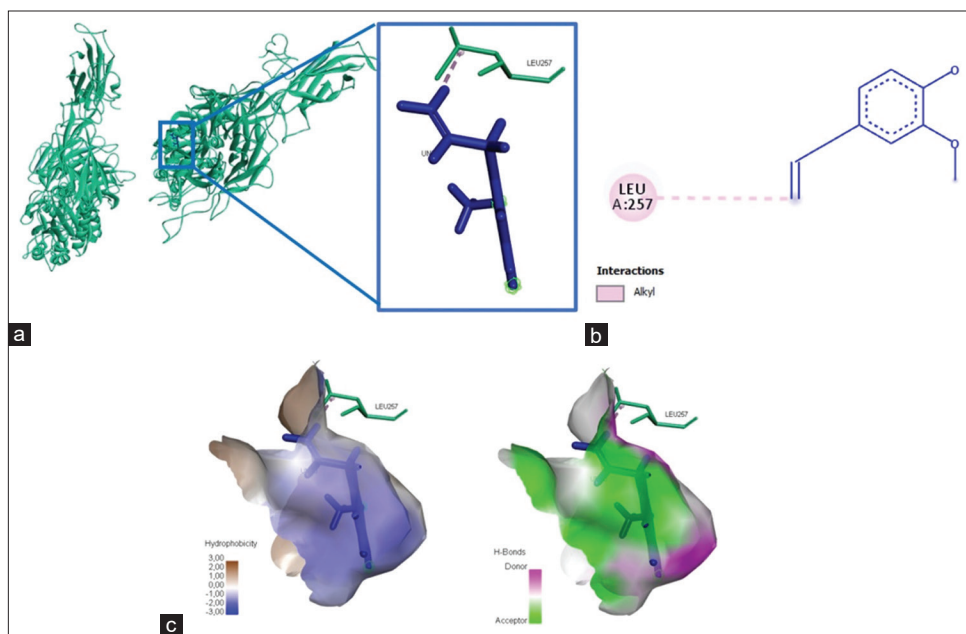 LEU257
UN
a
LEU
A:257
O
O
Interactions
Alkyl
b
LEU257
Hydrophobicity
3,00
2,00
1,00
0,00
-1,00
-2,00
-3,00
LEU257
H-Bonds
Donor
Acceptor
c